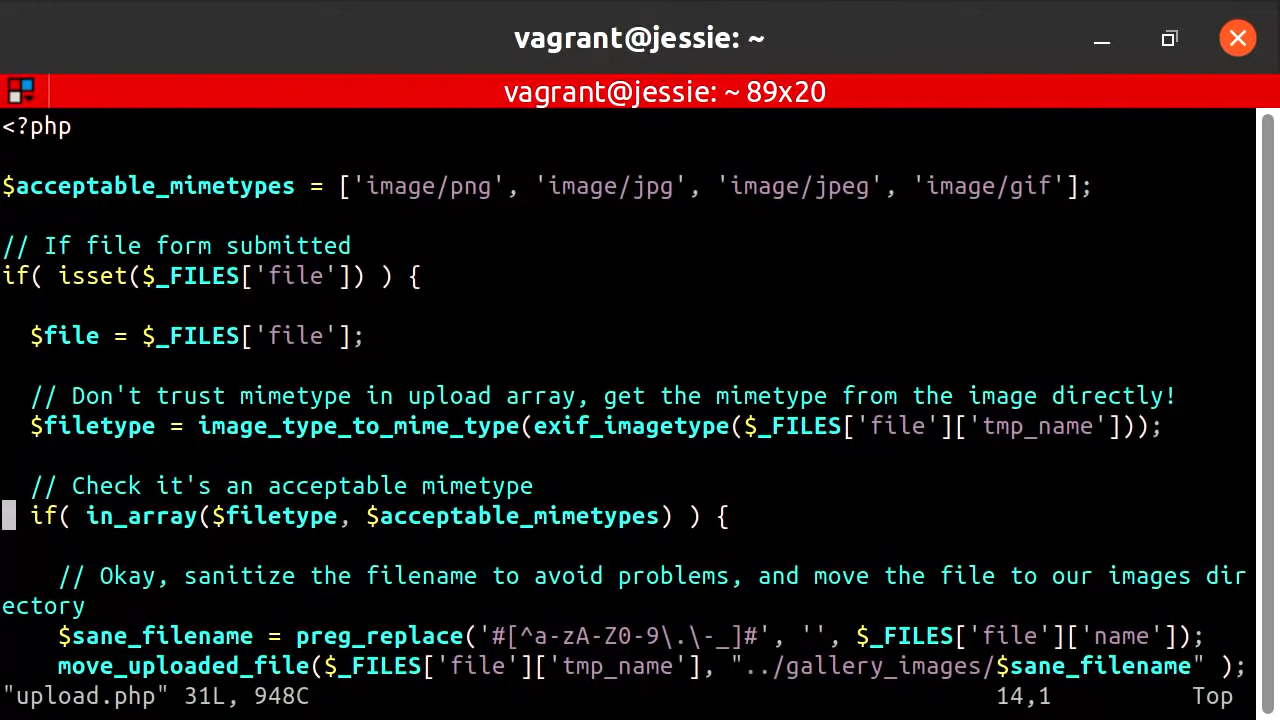 vagrant@jessie: ~
vagrant@jessie: ~ 89x20
<?php
$acceptable_mimetypes = ['image/png', 'image/jpg', 'image/jpeg', 'image/gif'];
// If file form submitted
if( isset($_FILES['file']) ) {
$file = $_FILES['file'];
// Don't trust mimetype in upload array, get the mimetype from the image directly!
$filetype = image_type_to_mime_type(exif_imagetype($_FILES['file']['tmp_name']));
// Check it's an acceptable mimetype
if( in_array($filetype, $acceptable_mimetypes) ) {
// Okay, sanitize the filename to avoid problems, and move the file to our images dir
ectory
$sane_filename = preg_replace('#[^a-zA-Z0-9\.\-_]#', '', $_FILES['file']['name']);
move_uploaded_file($_FILES['file']['tmp_name'], "../gallery_images/$sane_filename" );
"upload.php" 31L, 948C 14,1 Top